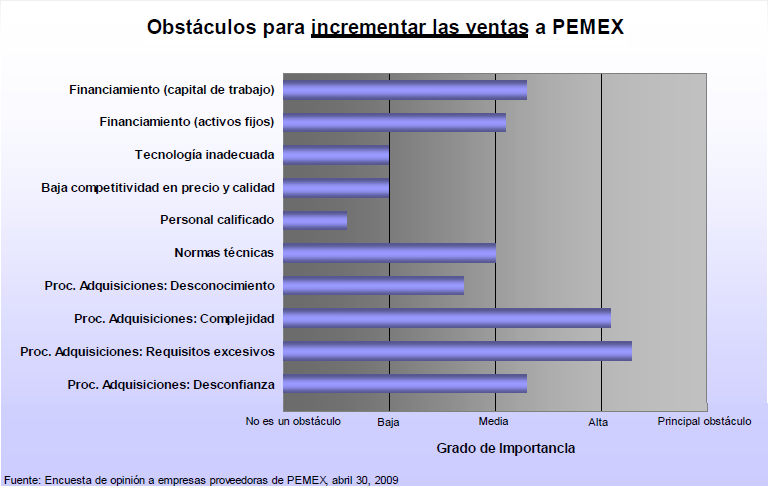 Obstáculos para incrementar las ventas a PEMEX
Financiamiento (capital de trabajo)
Financiamiento (activos fijos)
Tecnología inadecuada
Baja competitividad en precio y calidad
Personal calificado
Normas técnicas
Proc. Adquisiciones: Desconocimiento
Proc. Adquisiciones: Complejidad
Proc. Adquisiciones: Requisitos excesivos
Proc. Adquisiciones: Desconfianza
No es un obstáculo Baja Media Alta Principal obstáculo
Grado de Importancia
Fuente: Encuesta de opinión a empresas proveedoras de PEMEX, abril 30, 2009